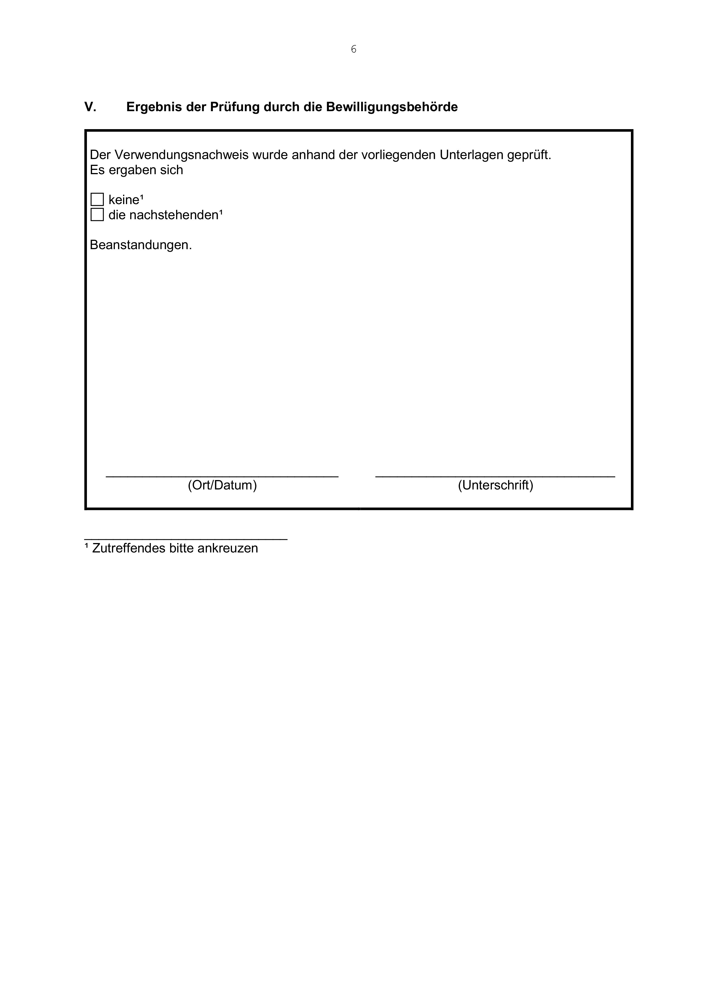 6
V. Ergebnis der Prüfung durch die Bewilligungsbehörde
Der Verwendungsnachweis wurde anhand der vorliegenden Unterlagen geprüft.
Es ergaben sich
keine¹
die nachstehenden¹
Beanstandungen.
(Ort/Datum) (Unterschrift)
¹ Zutreffendes bitte ankreuzen